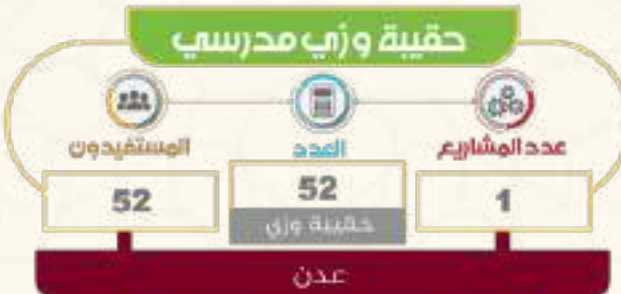 حقيبة وزي مدرسي
عدد المشاريع
العدد
المستفيدون
1
52
52
حقيبة وزي
عدن